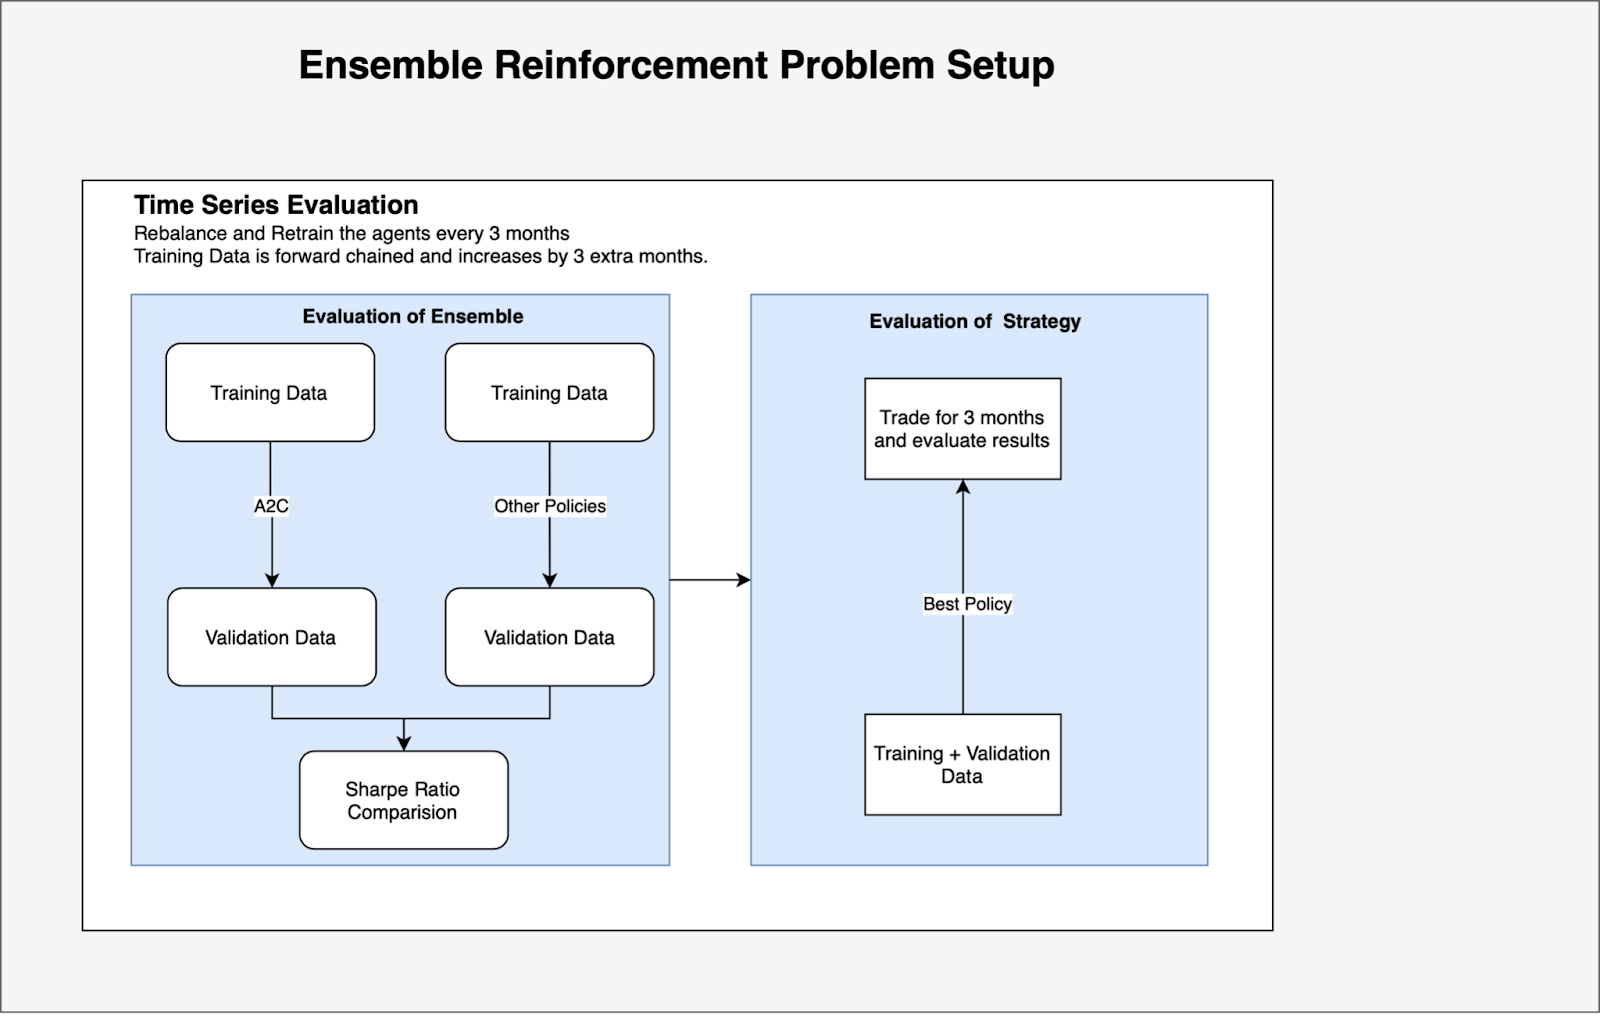 Ensemble Reinforcement Problem Setup
Time Series Evaluation
Rebalance and Retrain the agents every 3 months
Training Data is forward chained and increases by 3 extra months.
Evaluation of Ensemble
Training Data
Training Data
A2C
Other Policies
Validation Data
Validation Data
Sharpe Ratio
Comparision
Evaluation of  Strategy
Trade for 3 months
and evaluate results
Best Policy
Training + Validation
Data